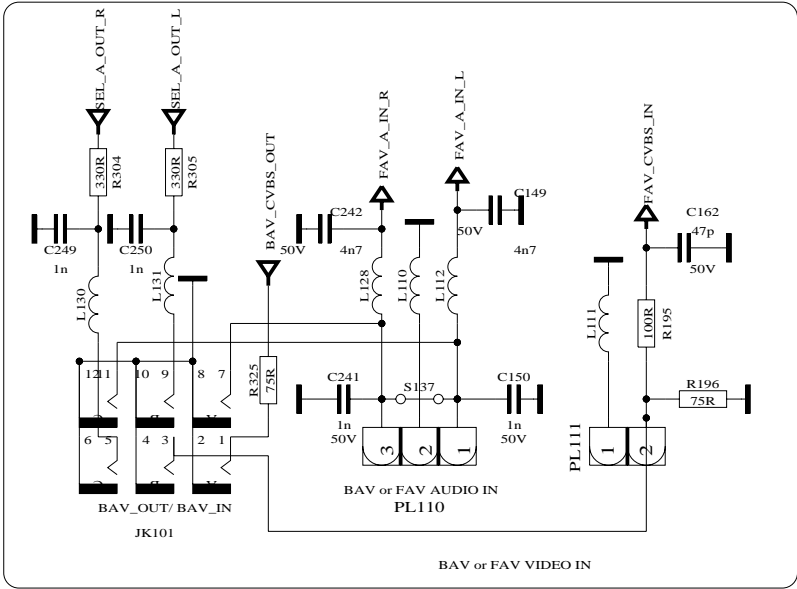 SEL_A_OUT_R
SEL_A_OUT_L
330R
R304
330R
R305
BAV_CVBS_OUT
FAV_A_IN_R
FAV_A_IN_L
FAV_CVBS_IN
C249
1n
C250
1n
C242
50V
4n7
C149
50V
4n7
C162
47p
50V
L130
L131
L128
L110
L112
L111
100R
R195
R325
75R
R196
75R
12 11 10 9 8 7
6 5 4 3 2 1
C241
1n
50V
S137
C150
1n
50V
3 2 1
PL111
1 2
BAV or FAV AUDIO IN
PL110
BAV_OUT/ BAV_IN
JK101
BAV or FAV VIDEO IN